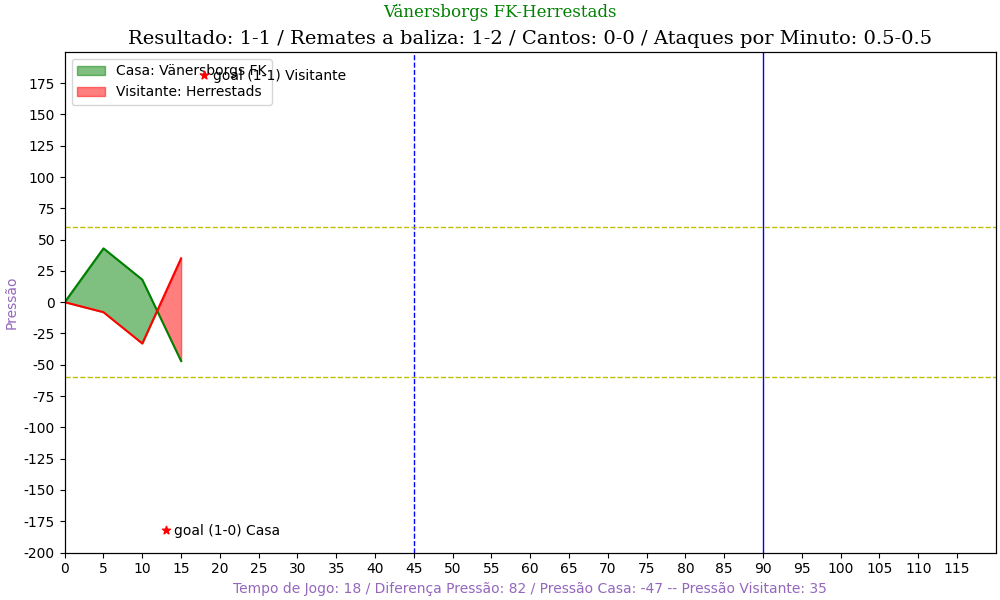 Vänersborgs FK-Herrestads
Resultado: 1-1 / Remates a baliza: 1-2 / Cantos: 0-0 / Ataques por Minuto: 0.5-0.5
Casa: Vänersborgs FK
goal (1-1) Visitante
Visitante: Herrestads
175
150
125
100
75
50
25
0
-25
-50
-75
-100
-125
-150
-175
-200
Pressão
goal (1-0) Casa
0 5 10 15 20 25 30 35 40 45 50 55 60 65 70 75 80 85 90 95 100 105 110 115
Tempo de Jogo: 18 / Diferença Pressão: 82 / Pressão Casa: -47 -- Pressão Visitante: 35